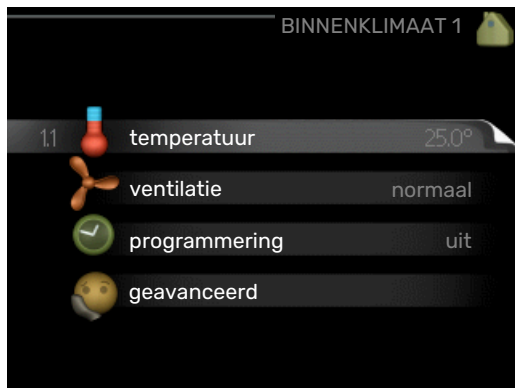 BINNENKLIMAAT 1
1.1 temperatuur 25.0°
ventilatie normaal
programmering uit
geavanceerd